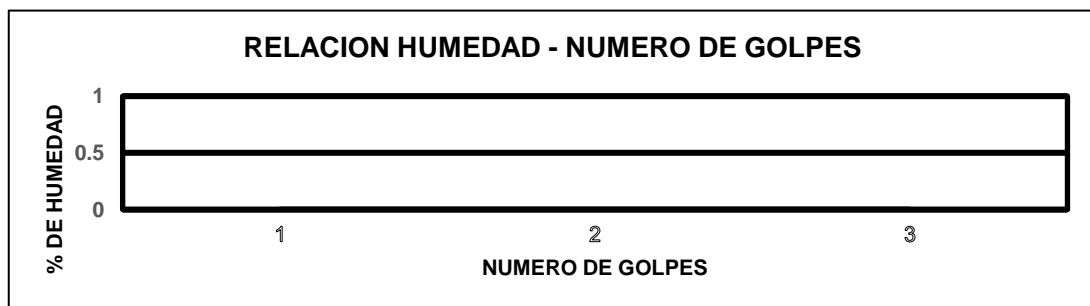 RELACION HUMEDAD - NUMERO DE GOLPES
% DE HUMEDAD
1
0.5
0
1 2 3
NUMERO DE GOLPES